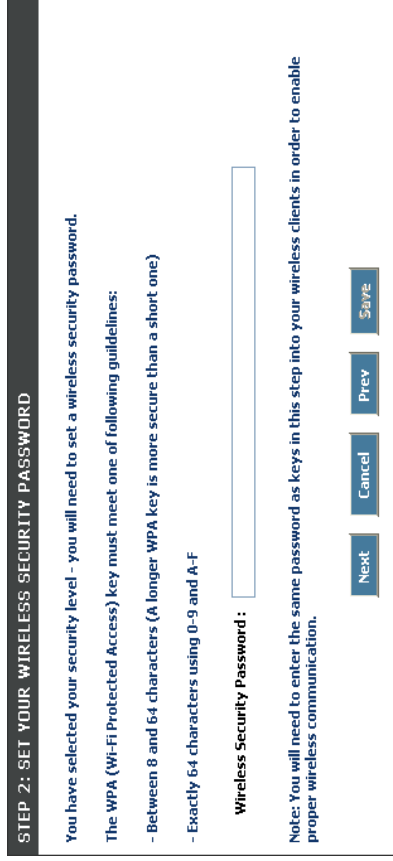 STEP 2: SET YOUR WIRELESS SECURITY PASSWORD
You have selected your security level - you will need to set a wireless security password.
The WPA (Wi-Fi Protected Access) key must meet one of following guildelines:
- Between 8 and 64 characters (A longer WPA key is more secure than a short one)
- Exactly 64 characters using 0-9 and A-F
Wireless Security Password :
Note: You will need to enter the same password as keys in this step into your wireless clients in order to enable
proper wireless communication.
Next Cancel Prev Save